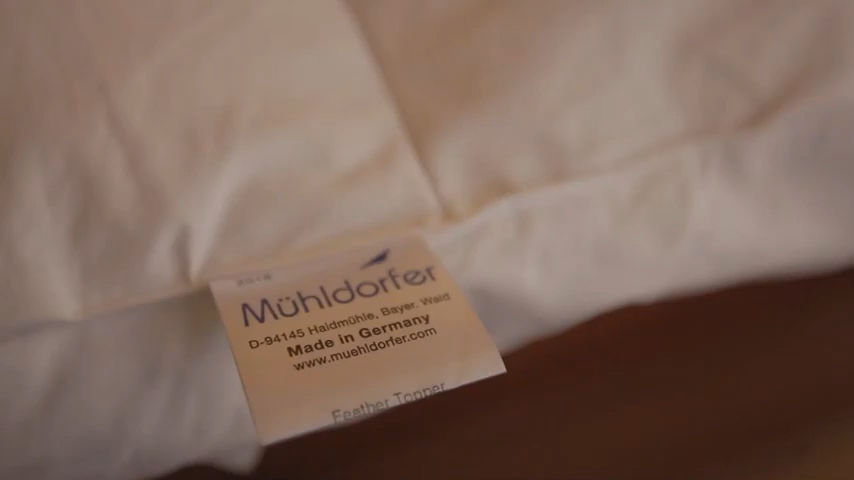 Mühldorfer
D-94145 Haidmühle, Bayer. Wald
Made in Germany
www.muehldorfer.com
Feather Topper